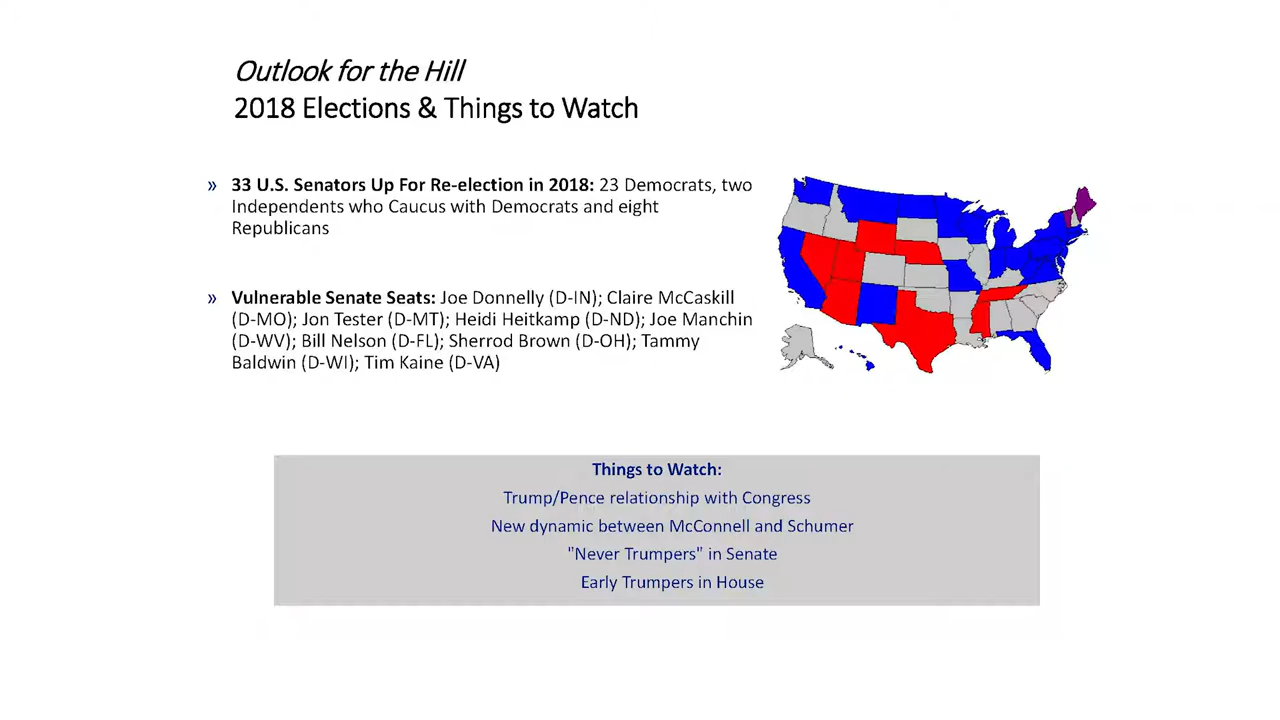 Outlook for the Hill
2018 Elections & Things to Watch
» 33 U.S. Senators Up For Re-election in 2018: 23 Democrats, two
Independents who Caucus with Democrats and eight
Republicans
» Vulnerable Senate Seats: Joe Donnelly (D-IN); Claire McCaskill
(D-MO); Jon Tester (D-MT); Heidi Heitkamp (D-ND); Joe Manchin
(D-WV); Bill Nelson (D-FL); Sherrod Brown (D-OH); Tammy
Baldwin (D-WI); Tim Kaine (D-VA)
Things to Watch:
Trump/Pence relationship with Congress
New dynamic between McConnell and Schumer
"Never Trumpers" in Senate
Early Trumpers in House